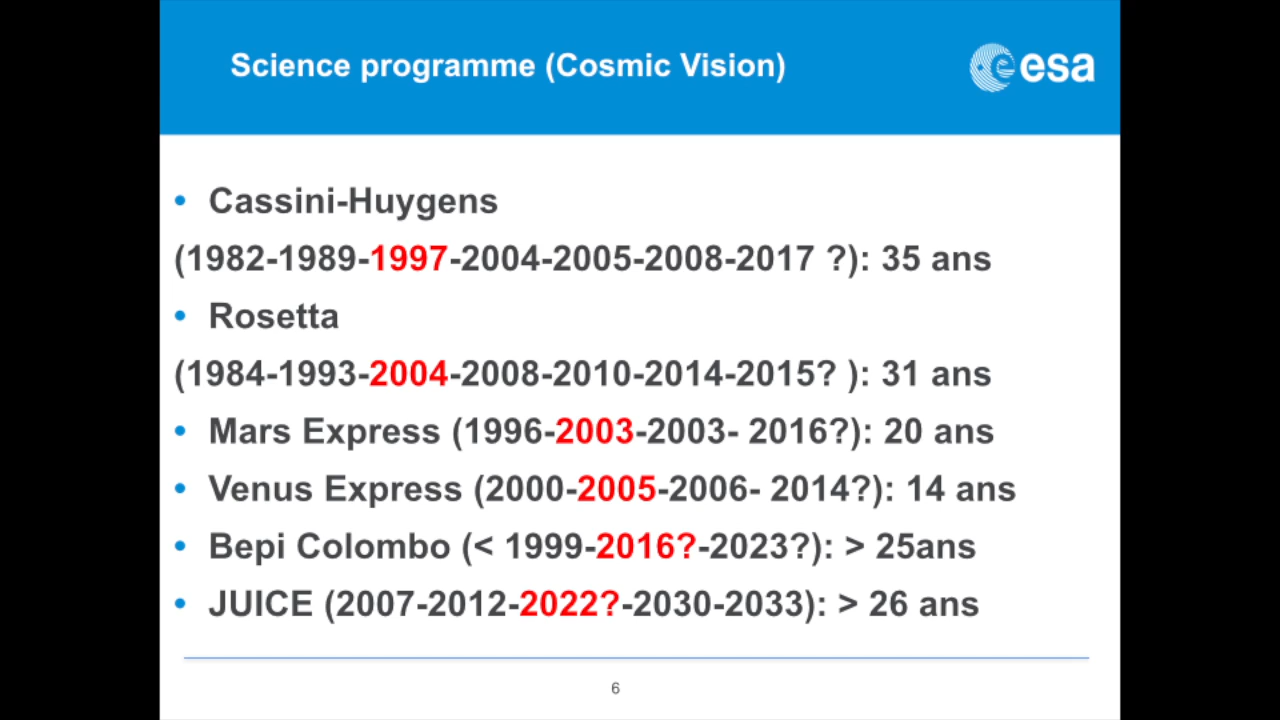 Science programme (Cosmic Vision)
esa
• Cassini-Huygens
(1982-1989-1997-2004-2005-2008-2017 ?): 35 ans
• Rosetta
(1984-1993-2004-2008-2010-2014-2015? ): 31 ans
• Mars Express (1996-2003-2003- 2016?): 20 ans
• Venus Express (2000-2005-2006- 2014?): 14 ans
• Bepi Colombo (< 1999-2016?-2023?): > 25ans
• JUICE (2007-2012-2022?-2030-2033): > 26 ans
6